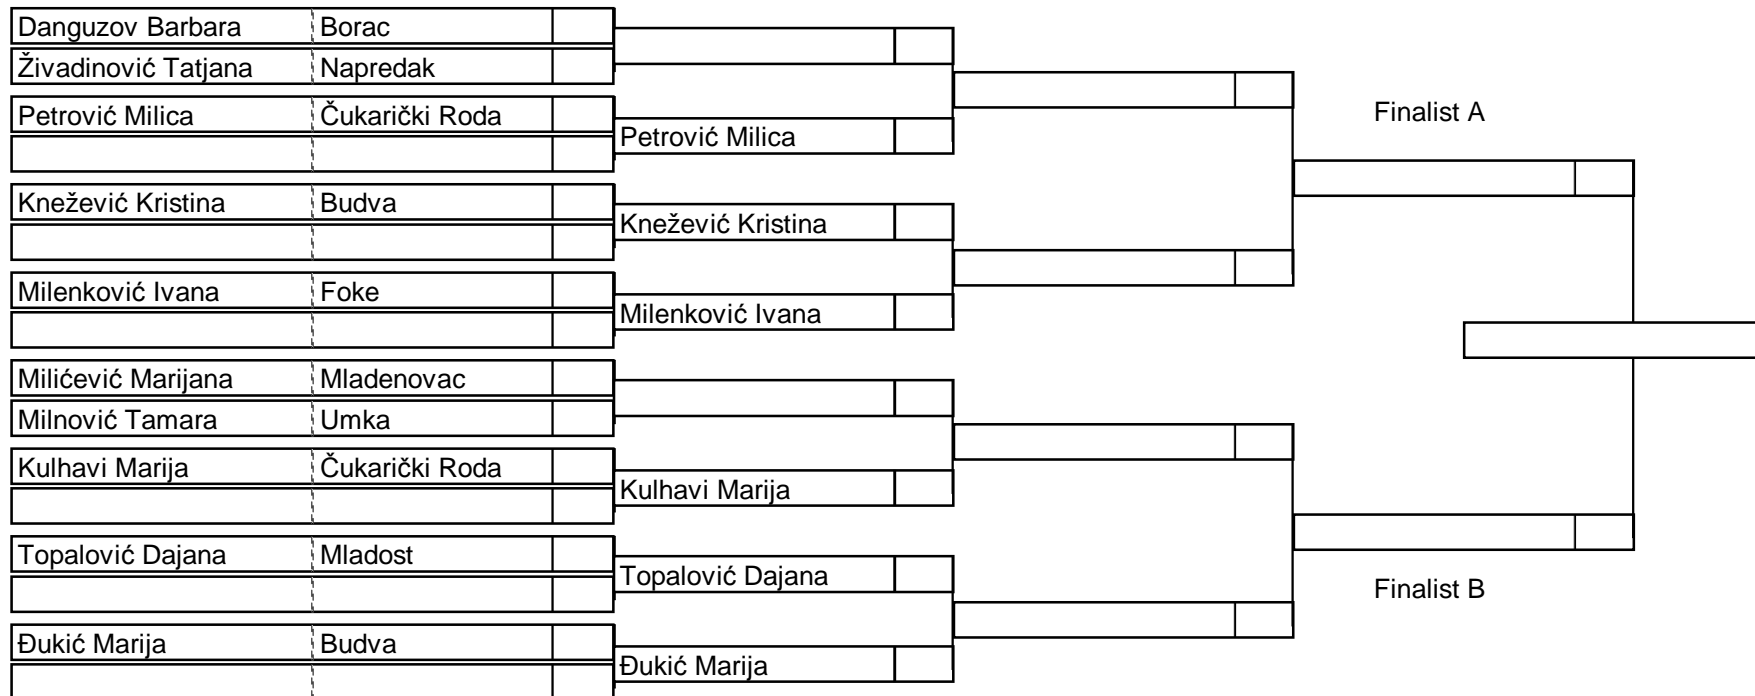 Danguzov Barbara Borac
Živadinović Tatjana Napredak
Petrović Milica Čukarički Roda
Finalist A
Petrović Milica
Knežević Kristina Budva
Knežević Kristina
Milenković Ivana Foke
Milenković Ivana
Milićević Marijana Mladenovac
Milnović Tamara Umka
Kulhavi Marija Čukarički Roda
Kulhavi Marija
Topalović Dajana Mladost
Topalović Dajana
Finalist B
Đukić Marija Budva
Đukić Marija